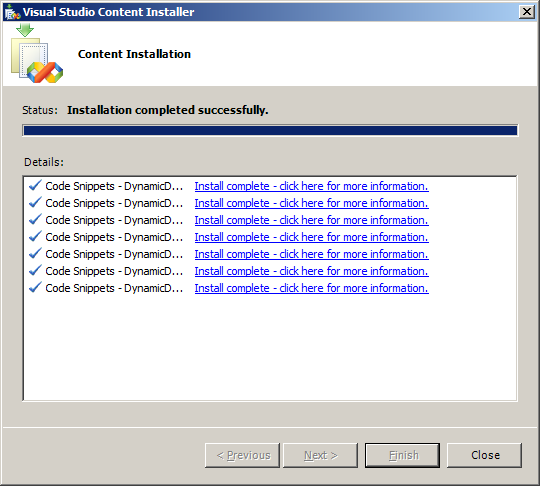 Visual Studio Content Installer
Content Installation
Status: Installation completed successfully.
Details:
Code Snippets - DynamicD... Install complete - click here for more information.
Code Snippets - DynamicD... Install complete - click here for more information.
Code Snippets - DynamicD... Install complete - click here for more information.
Code Snippets - DynamicD... Install complete - click here for more information.
Code Snippets - DynamicD... Install complete - click here for more information.
Code Snippets - DynamicD... Install complete - click here for more information.
Code Snippets - DynamicD... Install complete - click here for more information.
< Previous Next > Finish Close